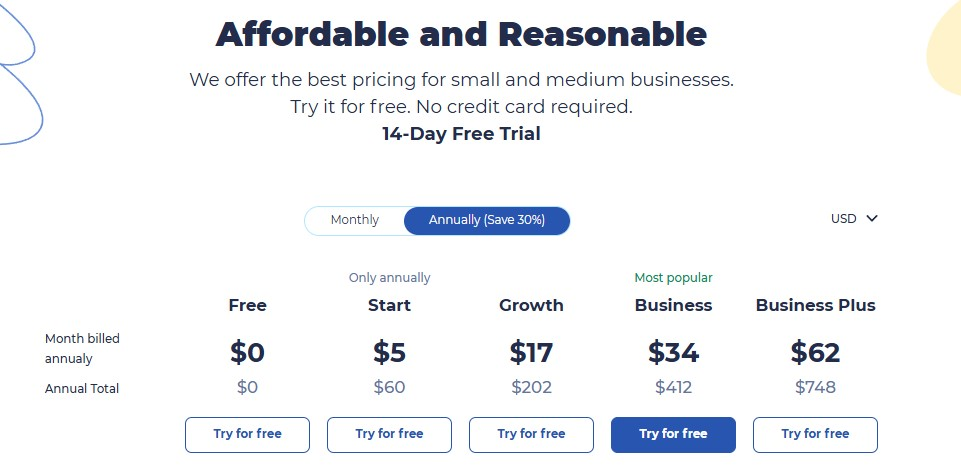 Affordable and Reasonable
We offer the best pricing for small and medium businesses.
Try it for free. No credit card required.
14-Day Free Trial
Monthly Annually (Save 30%) USD
Only annually Most popular
Free Start Growth Business Business Plus
Month billed
annualy
$0 $5 $17 $34 $62
Annual Total $0 $60 $202 $412 $748
Try for free Try for free Try for free Try for free Try for free